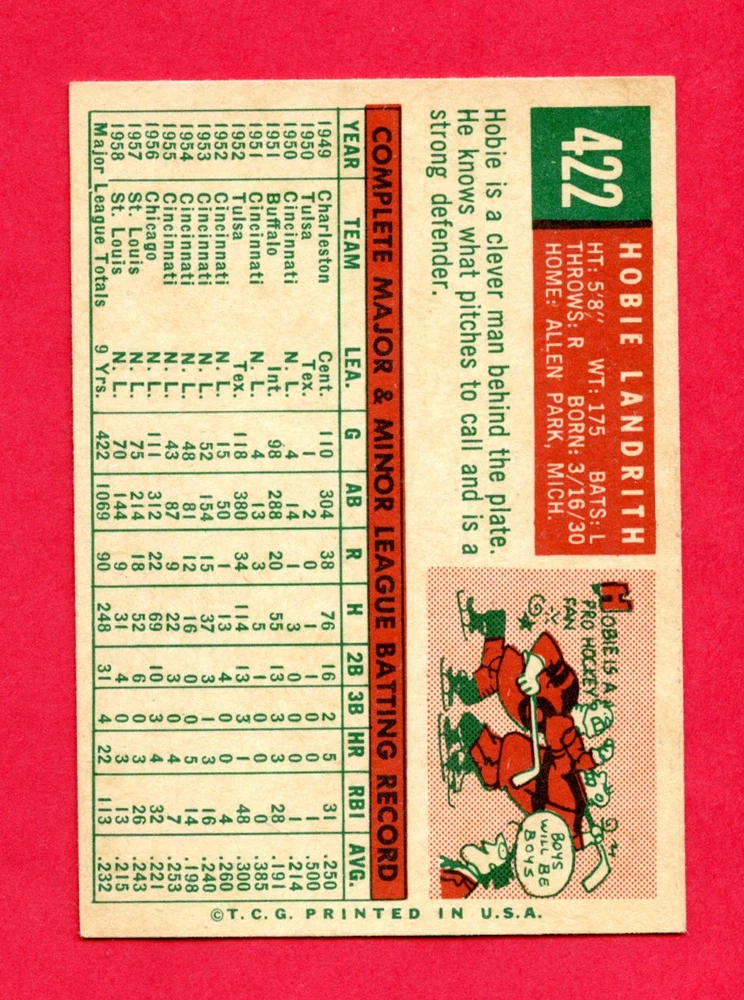 422
HOBIE LANDRITH
HT: 5'8" WT: 175 BATS: L
THROWS: R BORN: 3/16/30
HOME: ALLEN PARK, MICH.
Hobie is a clever man behind the plate.
He knows what pitches to call and is a
strong defender.
HOBIE IS A
PRO HOCKEY
FAN
BOYS
WILL BE
BOYS
COMPLETE MAJOR & MINOR LEAGUE BATTING RECORD
YEAR TEAM LEA. G AB R H 2B 3B HR RBI AVG.
1949 Charleston Cent. 110 304 38 76 16 2 5 31 .250
1950 Tulsa Tex. 1 2 0 1 0 0 0 1 .500
1950 Cincinnati N. L. 4 14 1 3 0 0 0 1 .214
1951 Buffalo Int. 98 288 20 55 13 3 3 28 .191
1951 Cincinnati N. L. 4 13 3 5 1 0 0 0 .385
1952 Tulsa Tex. 118 380 34 114 13 3 1 48 .300
1952 Cincinnati N. L. 15 50 1 13 4 0 0 4 .260
1953 Cincinnati N. L. 52 154 15 37 3 1 3 16 .240
1954 Cincinnati N. L. 48 81 12 16 0 0 5 14 .198
1955 Cincinnati N. L. 43 87 9 22 3 0 4 7 .253
1956 Chicago N. L. 111 312 22 69 10 3 4 32 .221
1957 St. Louis N. L. 75 214 18 52 6 0 3 26 .243
1958 St. Louis N. L. 70 144 9 31 4 0 3 13 .215
Major League Totals 9 Yrs. 422 1069 90 248 31 4 22 113 .232
©T.C.G. PRINTED IN U.S.A.